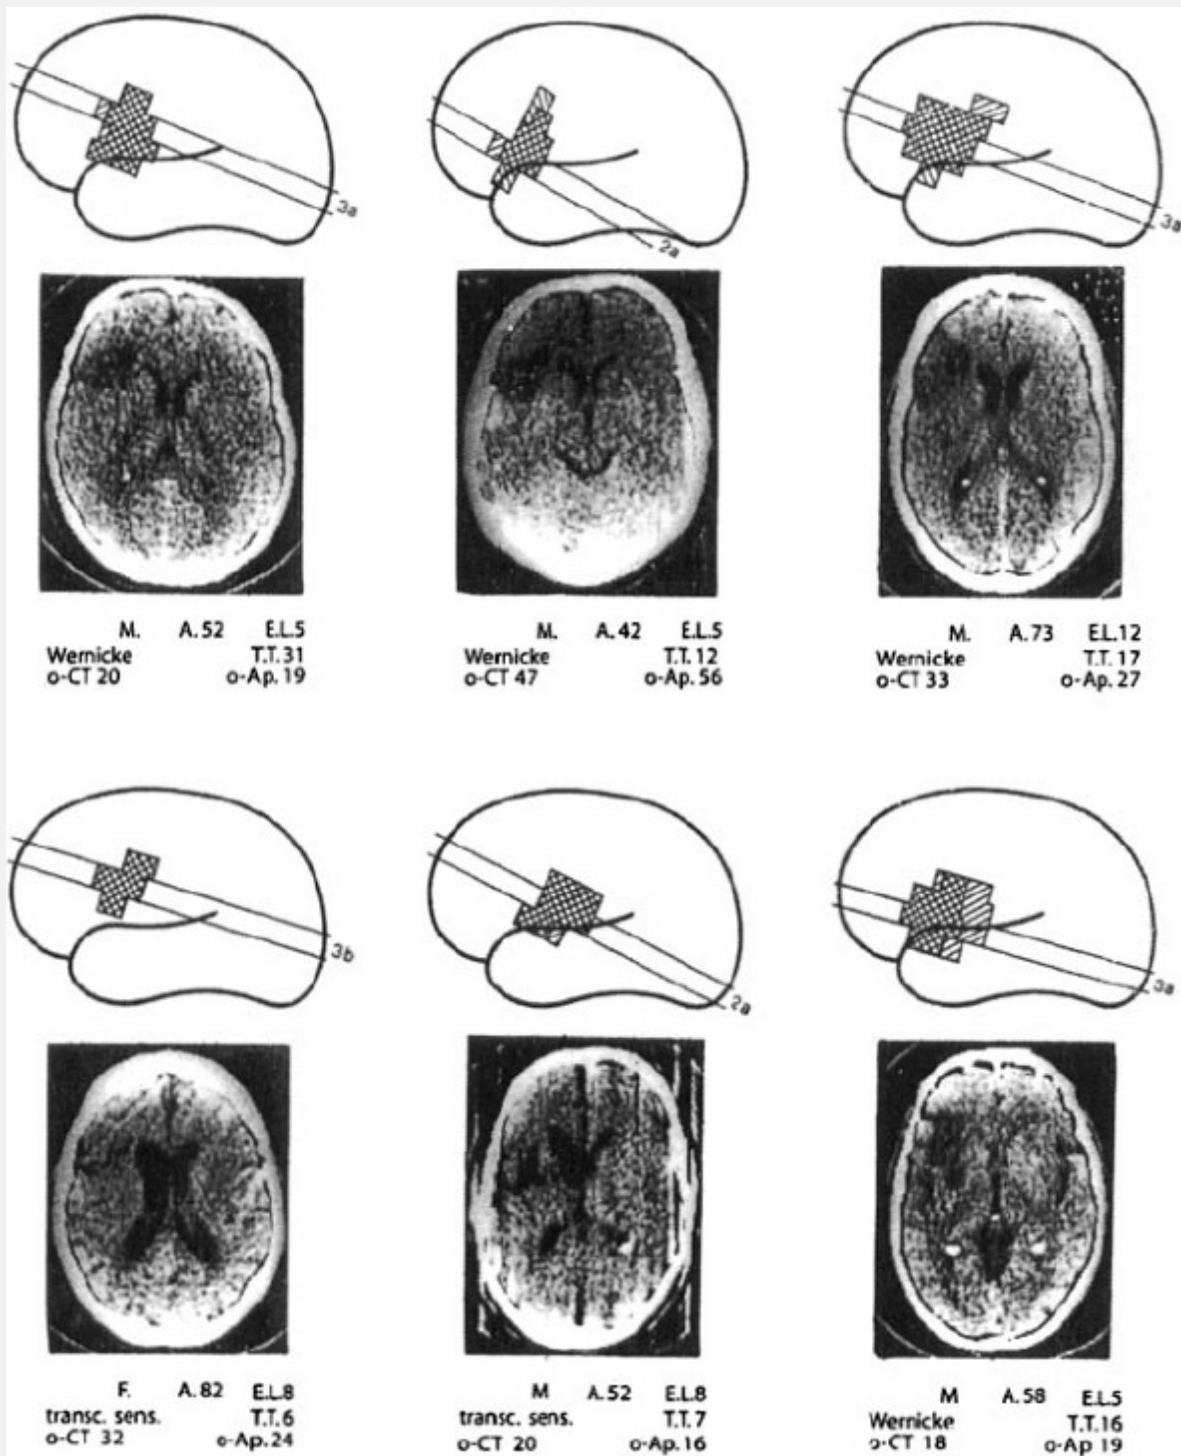 3a
2a
3a
M. A.52 E.L.5
Wernicke T.T.31
o-CT 20 o-Ap. 19
M. A.42 E.L.5
Wernicke T.T.12
o-CT 47 o-Ap.56
M. A.73 E.L.12
Wernicke T.T.17
o-CT 33 o-Ap.27
3b
2a
3a
F. A.82 E.L.8
transc. sens. T.T.6
o-CT 32 o-Ap.24
M A.52 E.L.8
transc. sens. T.T.7
o-CT 20 o-Ap.16
M A.58 E.L.5
Wernicke T.T.16
o-CT 18 o-Ap 19